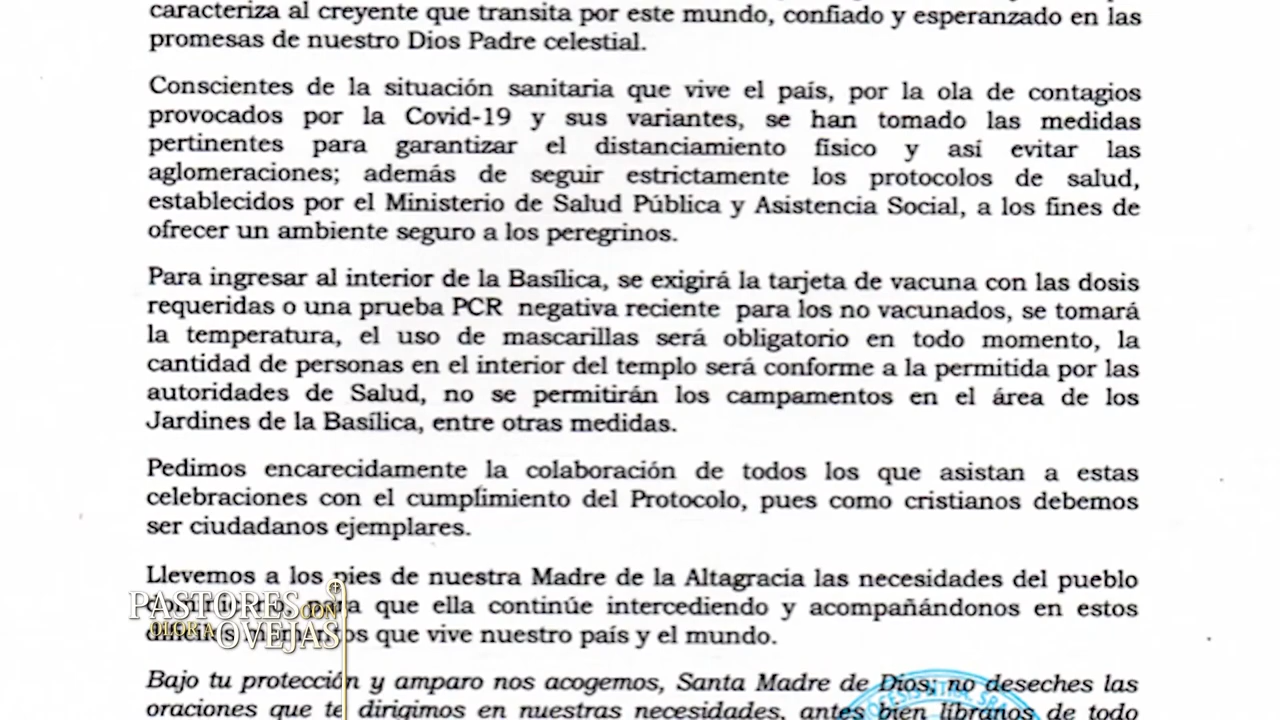 caracteriza al creyente que transita por este mundo, confiado y esperanzado en las
promesas de nuestro Dios Padre celestial.
Conscientes de la situación sanitaria que vive el país, por la ola de contagios
provocados por la Covid-19 y sus variantes, se han tomado las medidas
pertinentes para garantizar el distanciamiento físico y así evitar las
aglomeraciones; además de seguir estrictamente los protocolos de salud,
establecidos por el Ministerio de Salud Pública y Asistencia Social, a los fines de
ofrecer un ambiente seguro a los peregrinos.
Para ingresar al interior de la Basílica, se exigirá la tarjeta de vacuna con las dosis
requeridas o una prueba PCR negativa reciente para los no vacunados, se tomará
la temperatura, el uso de mascarillas será obligatorio en todo momento, la
cantidad de personas en el interior del templo será conforme a la permitida por las
autoridades de Salud, no se permitirán los campamentos en el área de los
Jardines de la Basílica, entre otras medidas.
Pedimos encarecidamente la colaboración de todos los que asistan a estas
celebraciones con el cumplimiento del Protocolo, pues como cristianos debemos
ser ciudadanos ejemplares.
Llevemos a los pies de nuestra Madre de la Altagracia las necesidades del pueblo
que ella continúe intercediendo y acompañándonos en estos
que vive nuestro país y el mundo.
PASTORES CON
OLOR A OVEJAS
Bajo tu protección y amparo nos acogemos, Santa Madre de Dios; no deseches las
oraciones que te dirigimos en nuestras necesidades, antes bien líbranos de todo